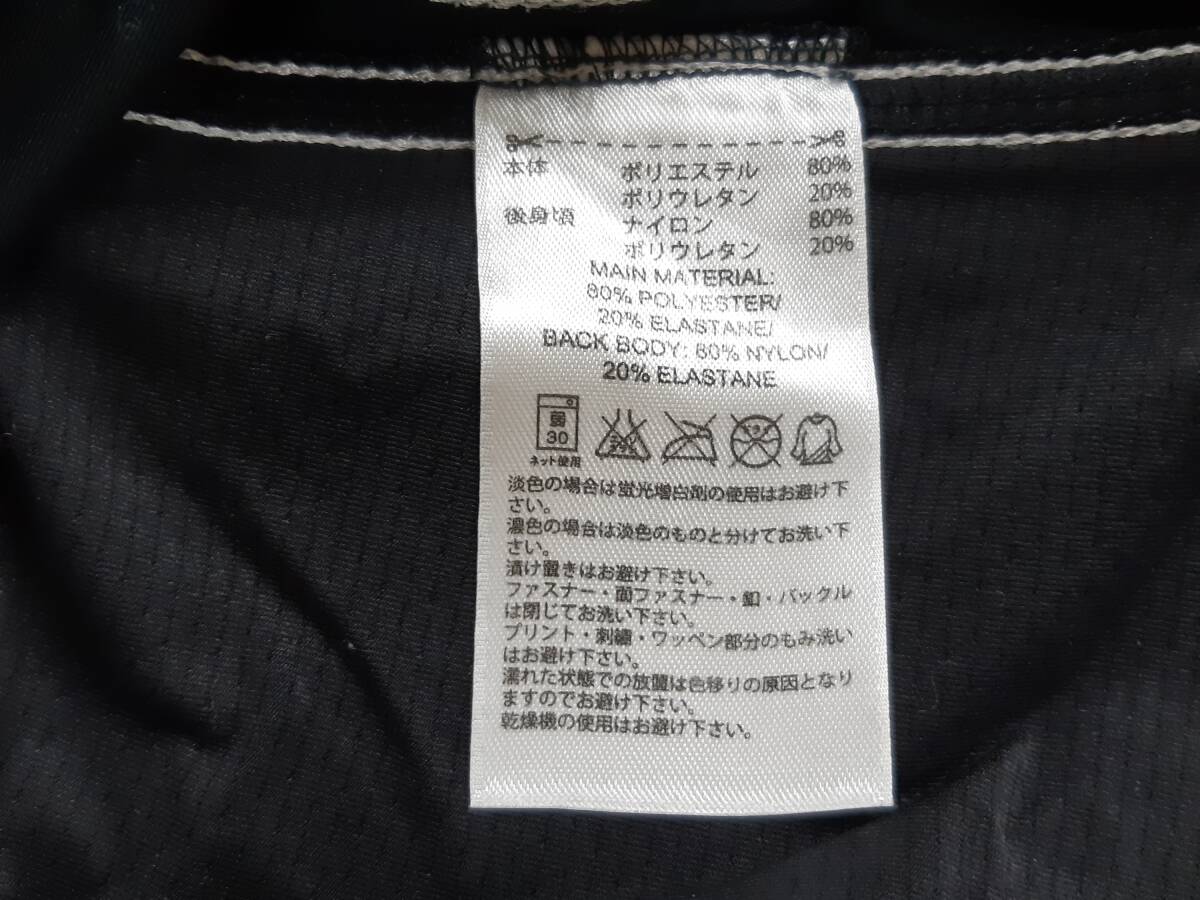 本体 ポリエステル 80%
ポリウレタン 20%
後身頃 ナイロン 80%
ポリウレタン 20%
MAIN MATERIAL:
80% POLYESTER/
20% ELASTANE/
BACK BODY: 80% NYLON/
20% ELASTANE
弱
30
ネット使用
エンソサラシ
ドライ
淡色の場合は蛍光増白剤の使用はお避け下
さい。
濃色の場合は淡色のものと分けてお洗い下
さい。
漬け置きはお避け下さい。
ファスナー・面ファスナー・釦・バックル
は閉じてお洗い下さい。
プリント・刺繍・ワッペン部分のもみ洗い
はお避け下さい。
濡れた状態での放置は色移りの原因となり
ますのでお避け下さい。
乾燥機の使用はお避け下さい。